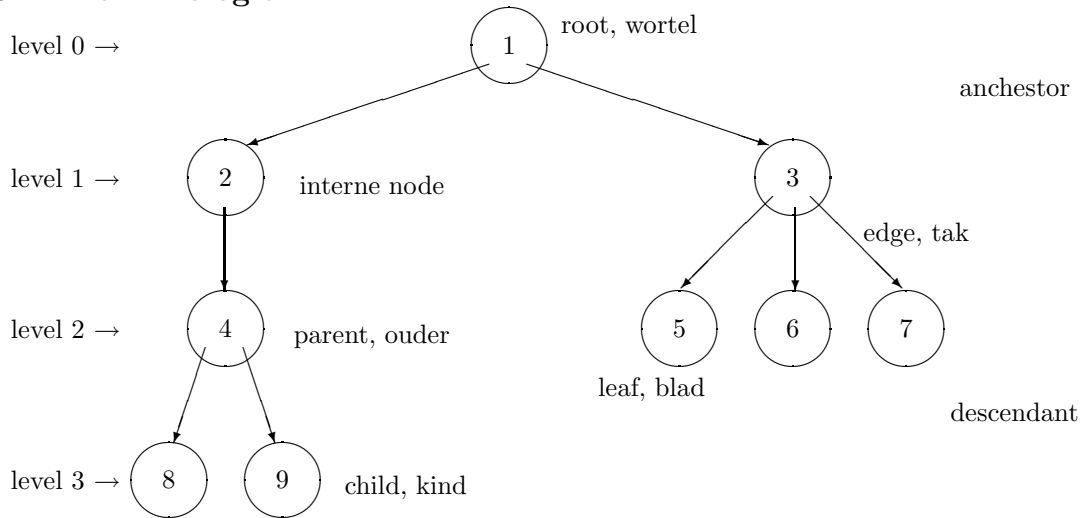 level 0 →
1
root, wortel
anchestor
level 1 →
2
interne node
3
edge, tak
level 2 →
4
parent, ouder
5
6
7
leaf, blad
descendant
level 3 →
8
9
child, kind